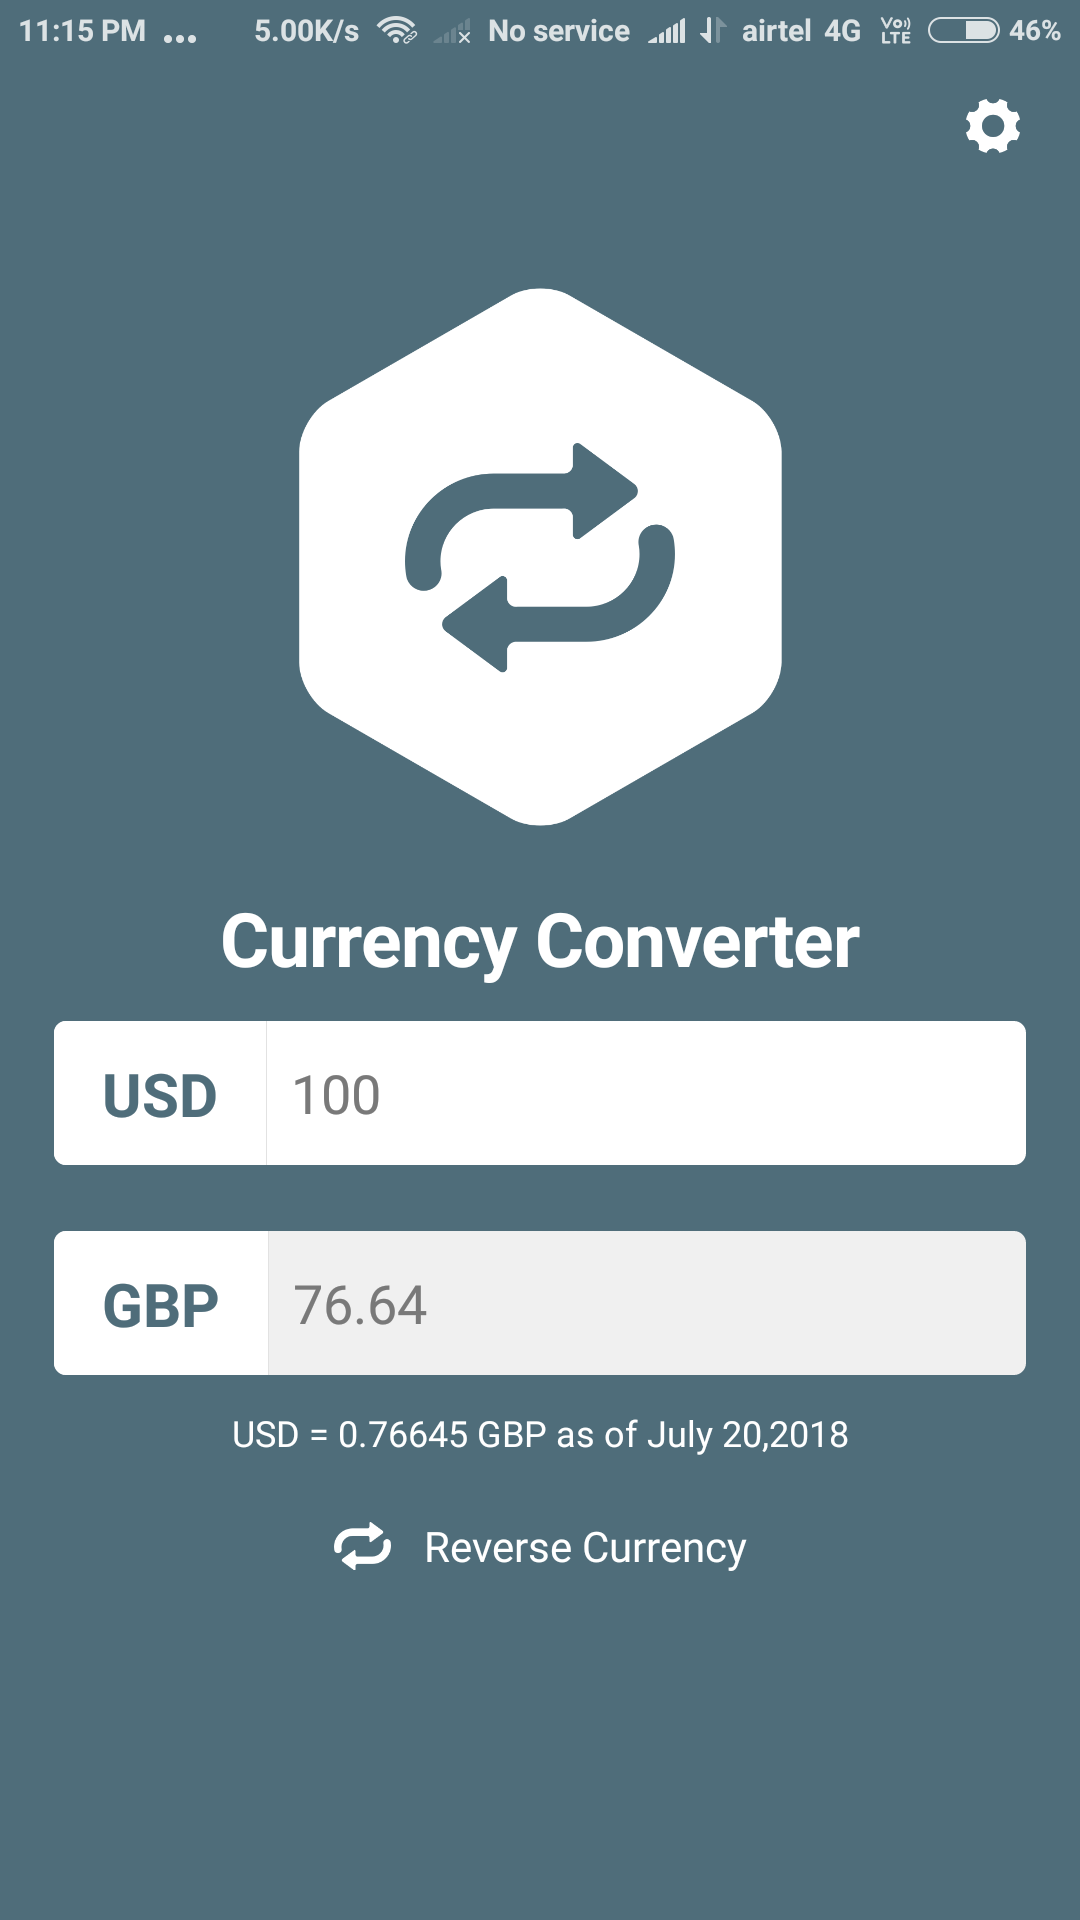 11:15 PM ... 5.00K/s No service airtel 4G Vo)) LTE 46%
Currency Converter
USD 100
GBP 76.64
USD = 0.76645 GBP as of July 20,2018
Reverse Currency